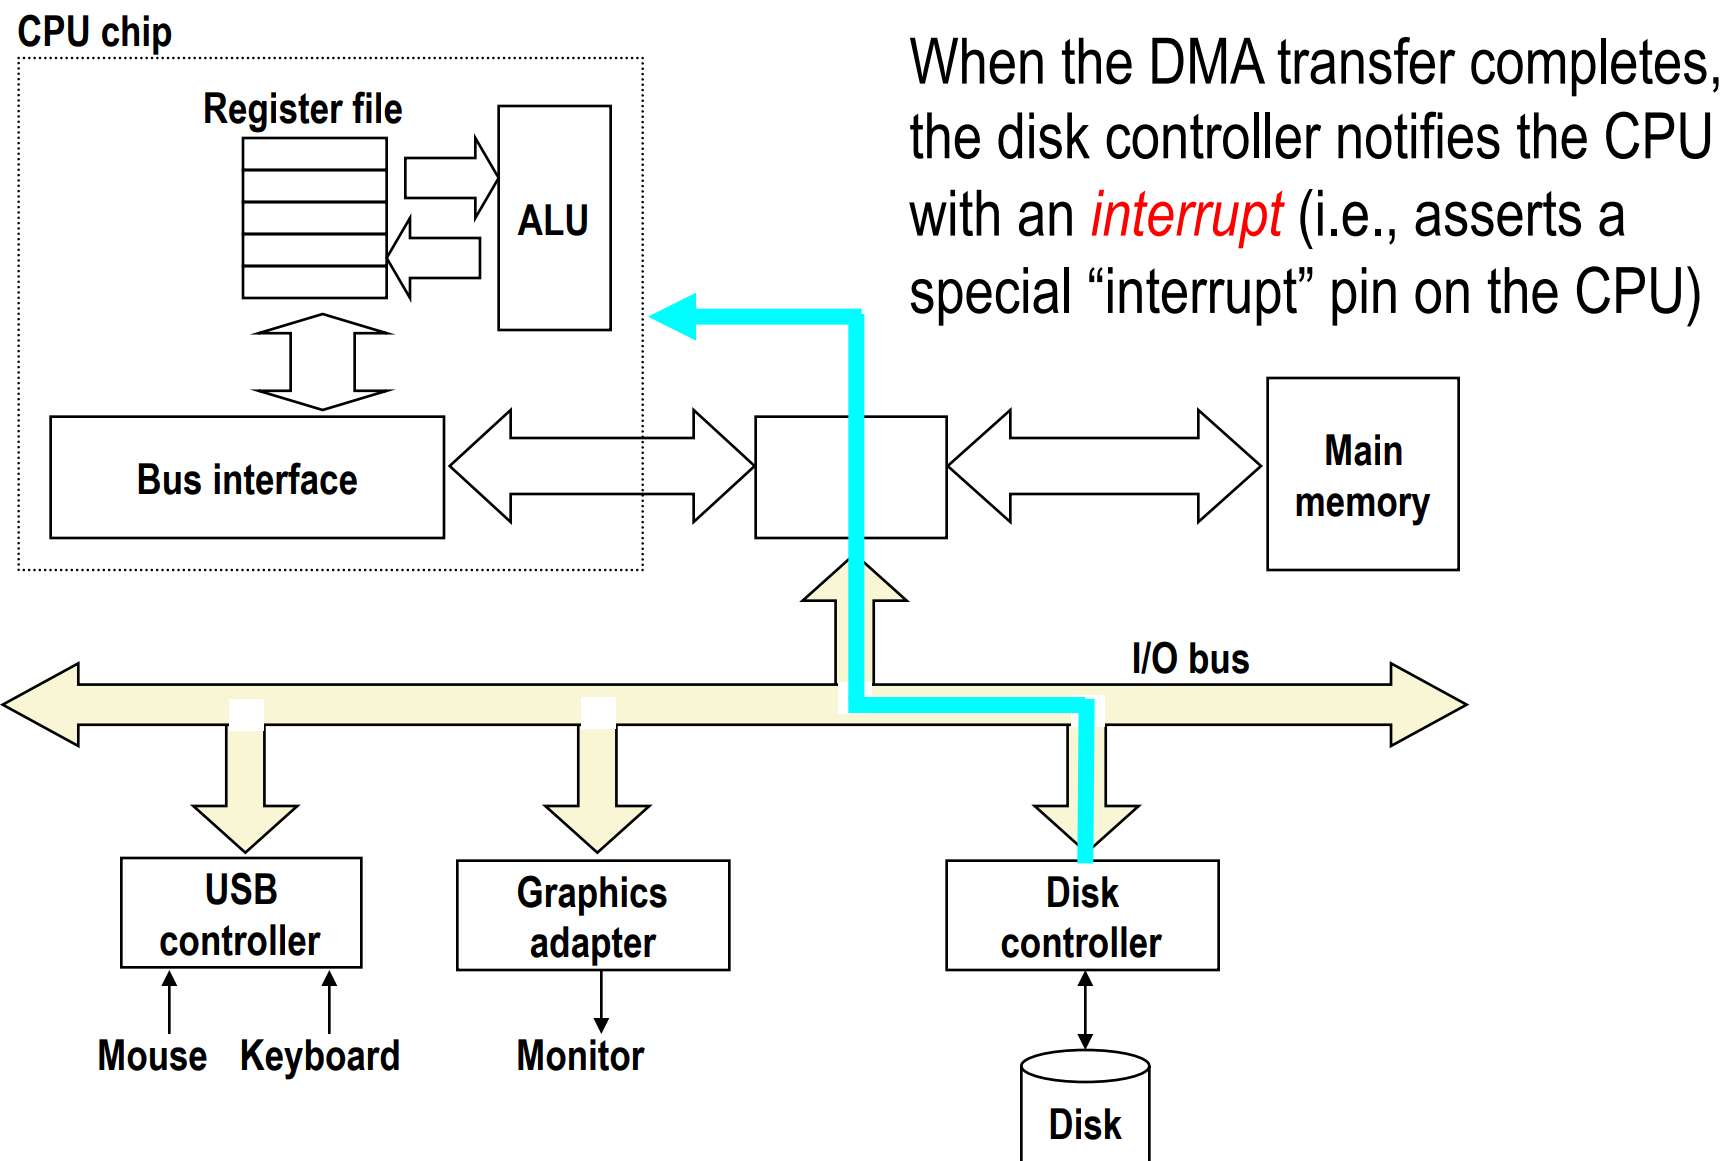 CPU chip
When the DMA transfer completes,
the disk controller notifies the CPU
with an interrupt (i.e., asserts a
special “interrupt” pin on the CPU)
Register file
ALU
Bus interface
Main
memory
I/O bus
USB
controller
Graphics
adapter
Disk
controller
Mouse
Keyboard
Monitor
Disk